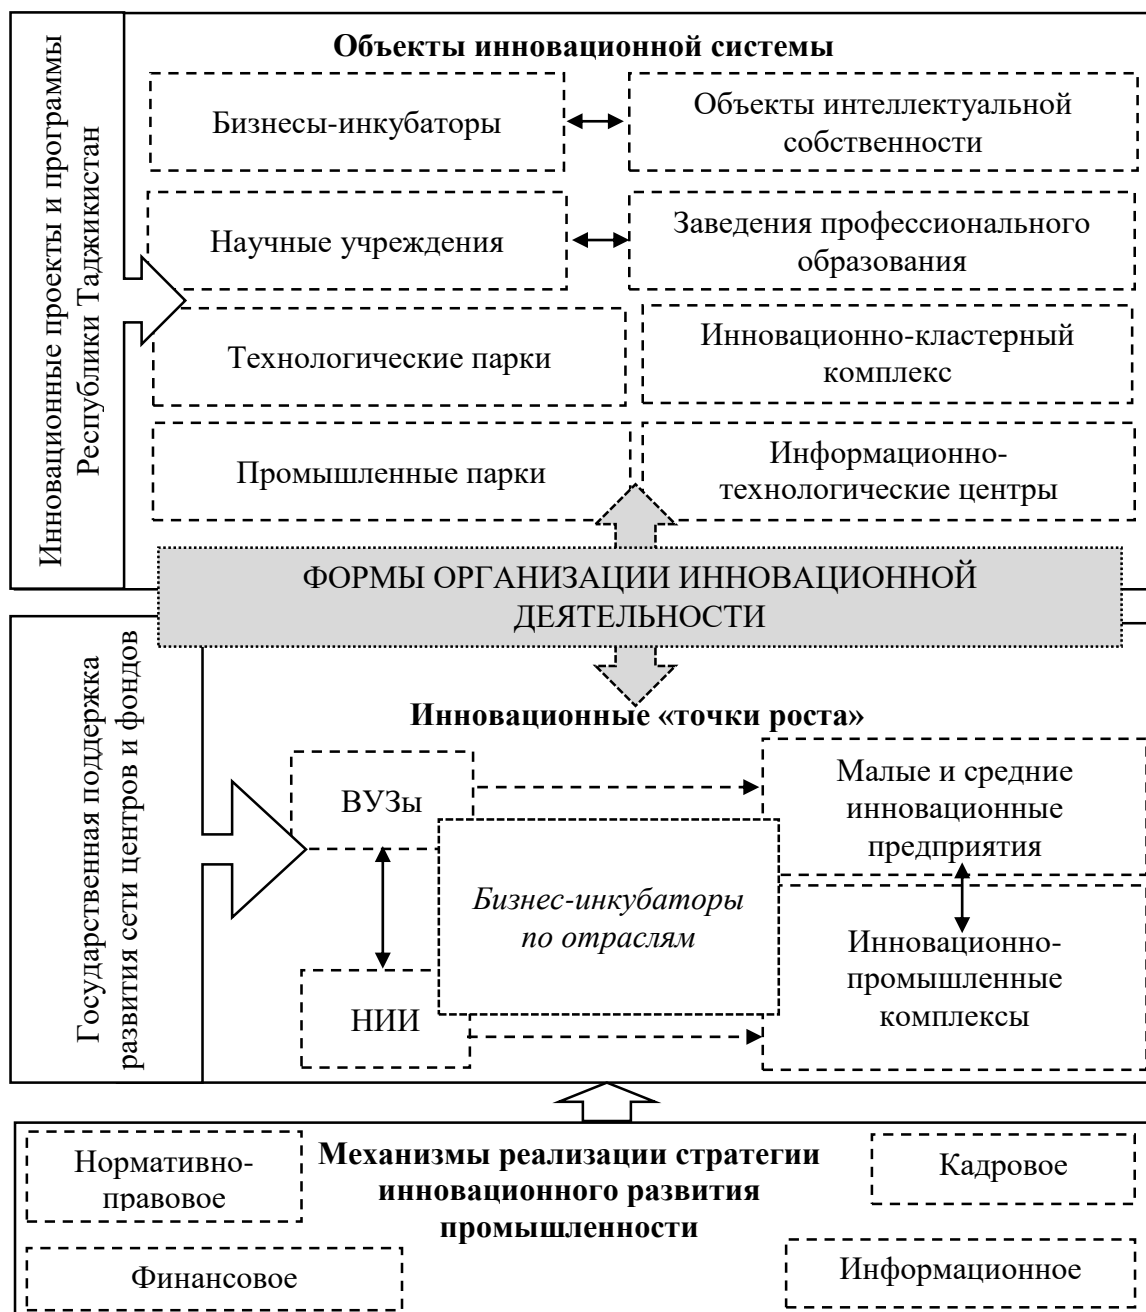 Инновационные проекты и программы
Республики Таджикистан
Объекты инновационной системы
Бизнесы-инкубаторы
Объекты интеллектуальной
собственности
Научные учреждения
Заведения профессионального
образования
Технологические парки
Инновационно-кластерный
комплекс
Промышленные парки
Информационно-
технологические центры
ФОРМЫ ОРГАНИЗАЦИИ ИННОВАЦИОННОЙ
ДЕЯТЕЛЬНОСТИ
Государственная поддержка
развития сети центров и фондов
Инновационные «точки роста»
ВУЗы
Малые и средние
инновационные
предприятия
Бизнес-инкубаторы
по отраслям
НИИ
Инновационно-
промышленные
комплексы
Нормативно-
правовое
Механизмы реализации стратегии
инновационного развития
промышленности
Кадровое
Финансовое
Информационное